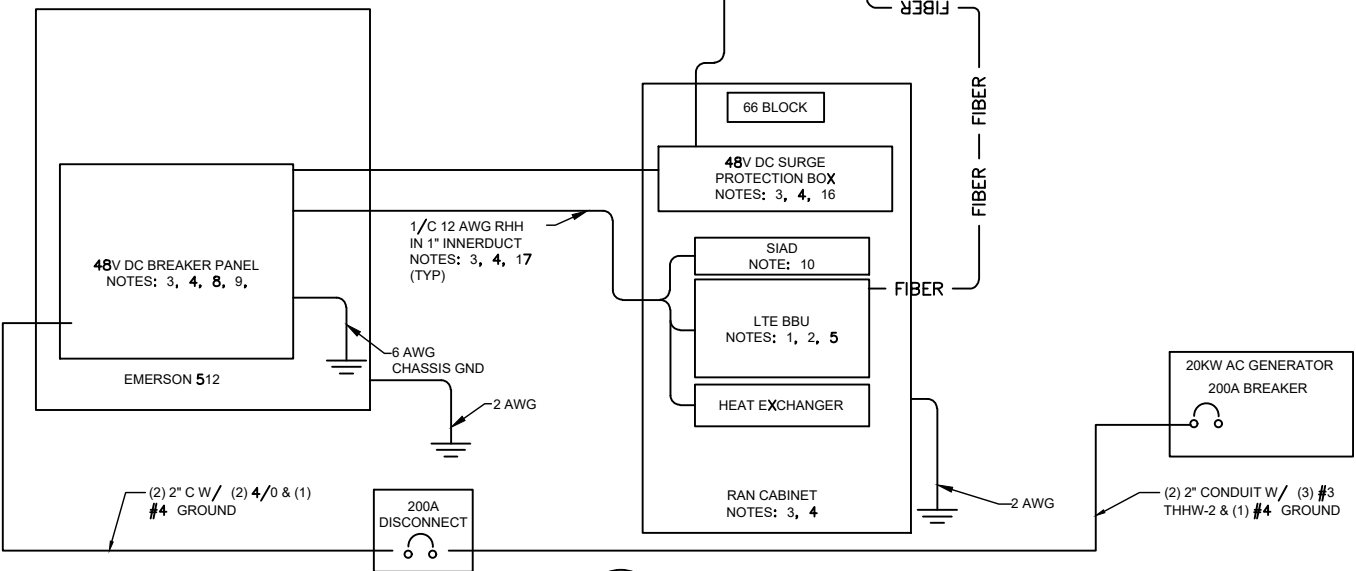 FIBER
FIBER
FIBER
FIBER
66 BLOCK
48V DC SURGE
PROTECTION BOX
NOTES: 3, 4, 16
1/C 12 AWG RHH
IN 1" INNERDUCT
NOTES: 3, 4, 17
(TYP)
SIAD
NOTE: 10
48V DC BREAKER PANEL
NOTES: 3, 4, 8, 9,
LTE BBU
NOTES: 1, 2, 5
6 AWG
CHASSIS GND
EMERSON 512
HEAT EXCHANGER
2 AWG
20KW AC GENERATOR
200A BREAKER
(2) 2" C W/ (2) 4/0 & (1)
#4 GROUND
200A
DISCONNECT
RAN CABINET
NOTES: 3, 4
2 AWG
(2) 2" CONDUIT W/ (3) #3
THHW-2 & (1) #4 GROUND